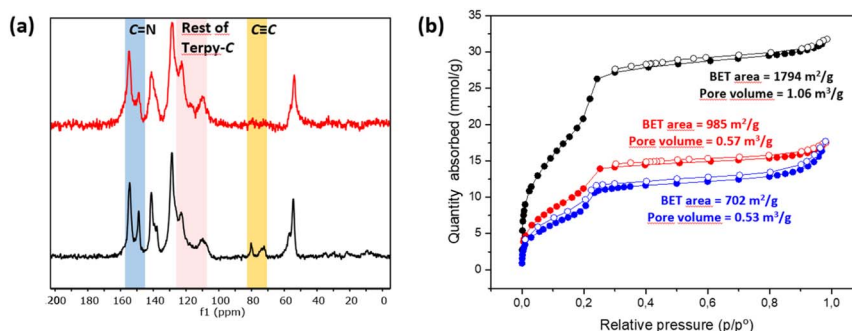 (a)
C=N
Rest of
Terpy-C
C≡C
200 180 160 140 120 100 80 60 40 20 0
f1 (ppm)
(b)
35
30
25
20
15
10
5
0
Quantity absorbed (mmol/g)
BET area = 1794 m²/g
Pore volume = 1.06 m³/g
BET area = 985 m²/g
Pore volume = 0.57 m³/g
BET area = 702 m²/g
Pore volume = 0.53 m³/g
0,0 0,2 0,4 0,6 0,8 1,0
Relative pressure (p/pº)